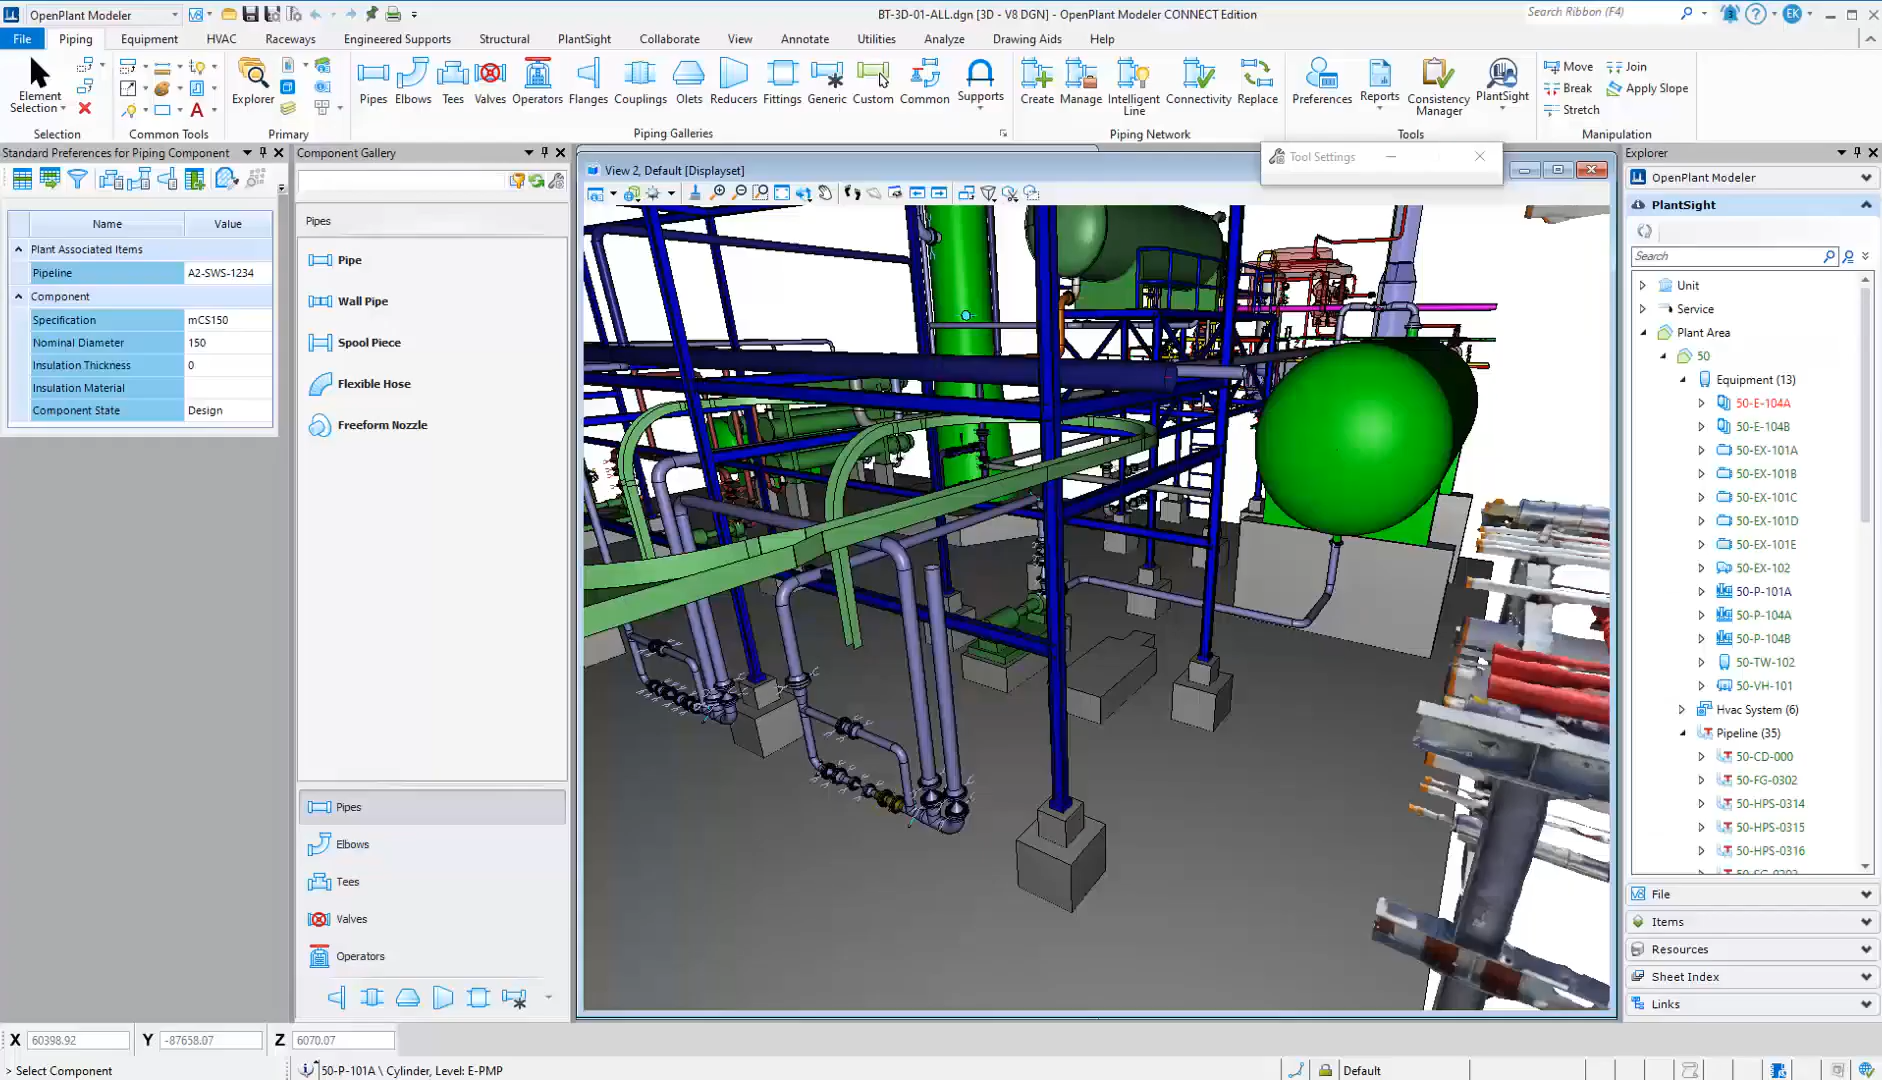 OpenPlant Modeler
BT-3D-01-ALL.dgn [3D - V8 DGN] - OpenPlant Modeler CONNECT Edition
Search Ribbon (F4)
EK
File Piping Equipment HVAC Raceways Engineered Supports Structural PlantSight Collaborate View Annotate Utilities Analyze Drawing Aids Help
Element Selection
Explorer
Pipes Elbows Tees Valves Operators Flanges Couplings Olets Reducers Fittings Generic Custom Common Supports
Create Manage Intelligent Line Connectivity Replace
Preferences Reports Consistency Manager PlantSight
Move Join
Break Apply Slope
Stretch
Selection Common Tools Primary Piping Galleries Piping Network Tools Manipulation
Standard Preferences for Piping Component
Name Value
Plant Associated Items
Pipeline A2-SWS-1234
Component
Specification mCS150
Nominal Diameter 150
Insulation Thickness 0
Insulation Material
Component State Design
Component Gallery
Pipes
Pipe
Wall Pipe
Spool Piece
Flexible Hose
Freeform Nozzle
Pipes
Elbows
Tees
Valves
Operators
View 2, Default [Displayset]
Tool Settings
Explorer
OpenPlant Modeler
PlantSight
Search
Unit
Service
Plant Area
50
Equipment (13)
50-E-104A
50-E-104B
50-EX-101A
50-EX-101B
50-EX-101C
50-EX-101D
50-EX-101E
50-EX-102
50-P-101A
50-P-104A
50-P-104B
50-TW-102
50-VH-101
Hvac System (6)
Pipeline (35)
50-CD-000
50-FG-0302
50-HPS-0314
50-HPS-0315
50-HPS-0316
File
Items
Resources
Sheet Index
Links
X 60398.92 Y -87658.07 Z 6070.07
> Select Component
50-P-101A \ Cylinder, Level: E-PMP
Default